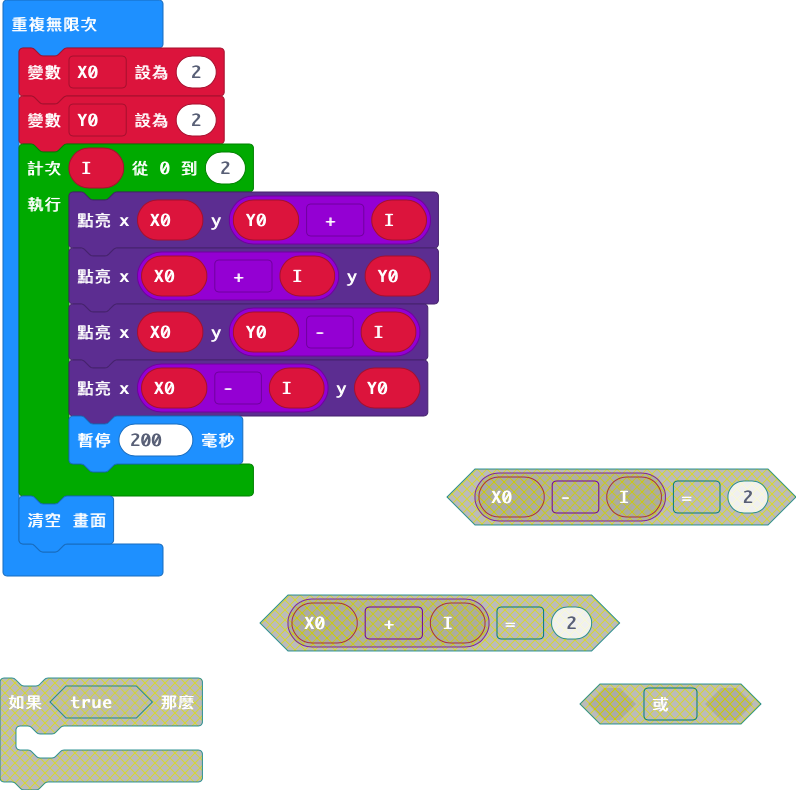 重複無限次
變數 X0 設為 2
變數 Y0 設為 2
計次 I 從 0 到 2
執行
點亮 x X0 y Y0 + I
點亮 x X0 + I y Y0
點亮 x X0 y Y0 - I
點亮 x X0 - I y Y0
暫停 200 毫秒
X0 - I = 2
清空 畫面
X0 + I = 2
如果 true 那麼
或